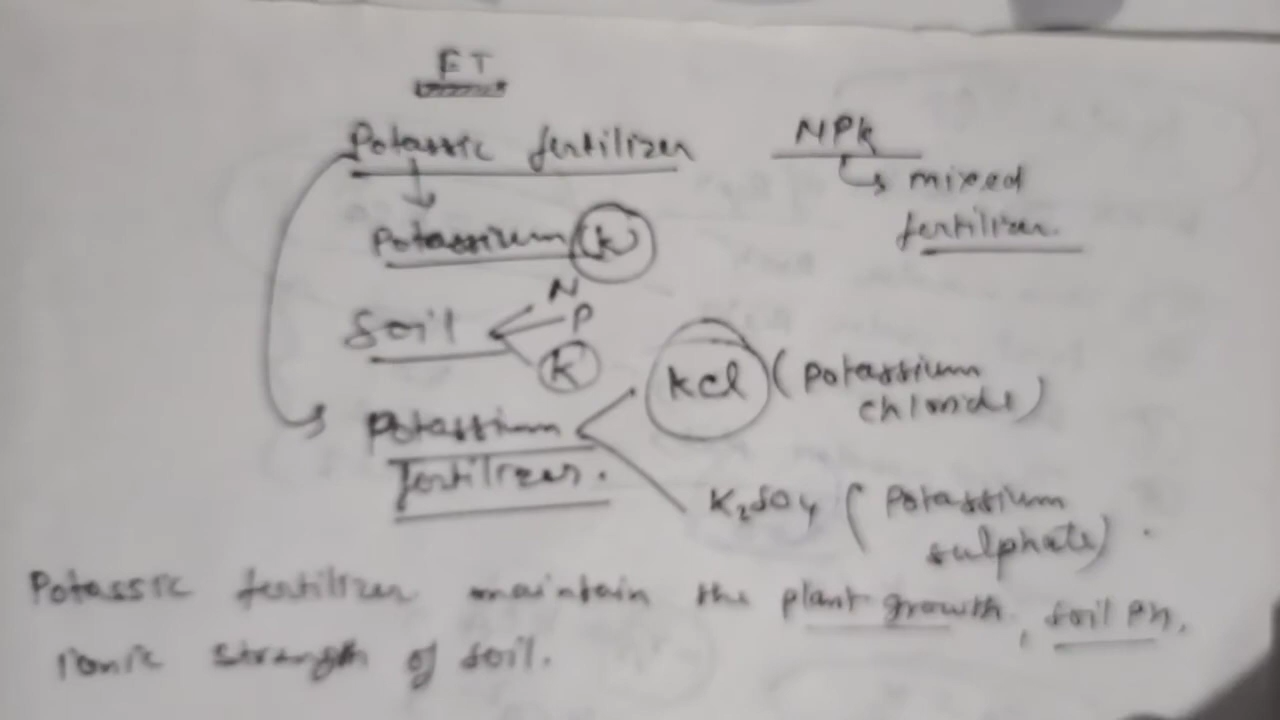 FT
Potassic fertilizer
NPK
mixed
fertilizer.
Potassium (K)
Soil
N
P
K
KCl (Potassium
chloride)
Potassium
fertilizer.
K₂SO₄ (Potassium
sulphate).
Potassic fertilizer maintain the plant growth, soil PH,
ionic strength of soil.